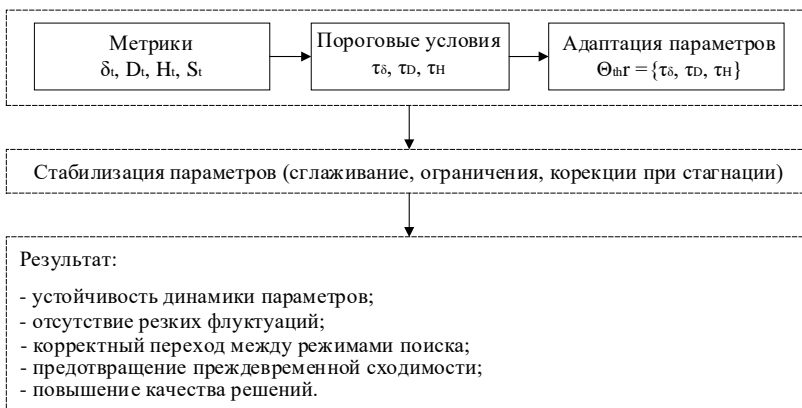 Метрики
δₜ, Dₜ, Hₜ, Sₜ
Пороговые условия
τδ, τD, τH
Адаптация параметров
Θₜₕr = {τδ, τD, τH}
Стабилизация параметров (сглаживание, ограничения, корекции при стагнации)
Результат:
- устойчивость динамики параметров;
- отсутствие резких флуктуаций;
- корректный переход между режимами поиска;
- предотвращение преждевременной сходимости;
- повышение качества решений.